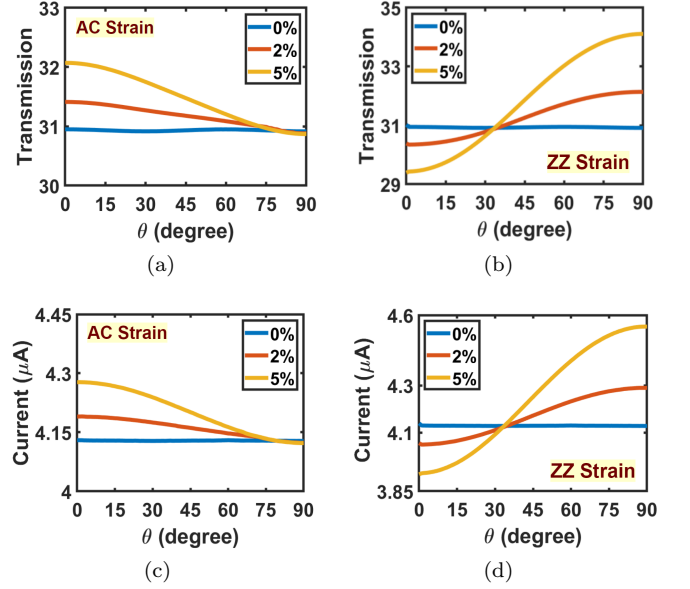 AC Strain
0%
2%
5%
Transmission
33
32
31
30
0 15 30 45 60 75 90
θ (degree)
(a)
0%
2%
5%
ZZ Strain
Transmission
35
33
31
29
0 15 30 45 60 75 90
θ (degree)
(b)
AC Strain
0%
2%
5%
Current (μA)
4.45
4.3
4.15
4
0 15 30 45 60 75 90
θ (degree)
(c)
0%
2%
5%
ZZ Strain
Current (μA)
4.6
4.3
4.1
3.85
0 15 30 45 60 75 90
θ (degree)
(d)